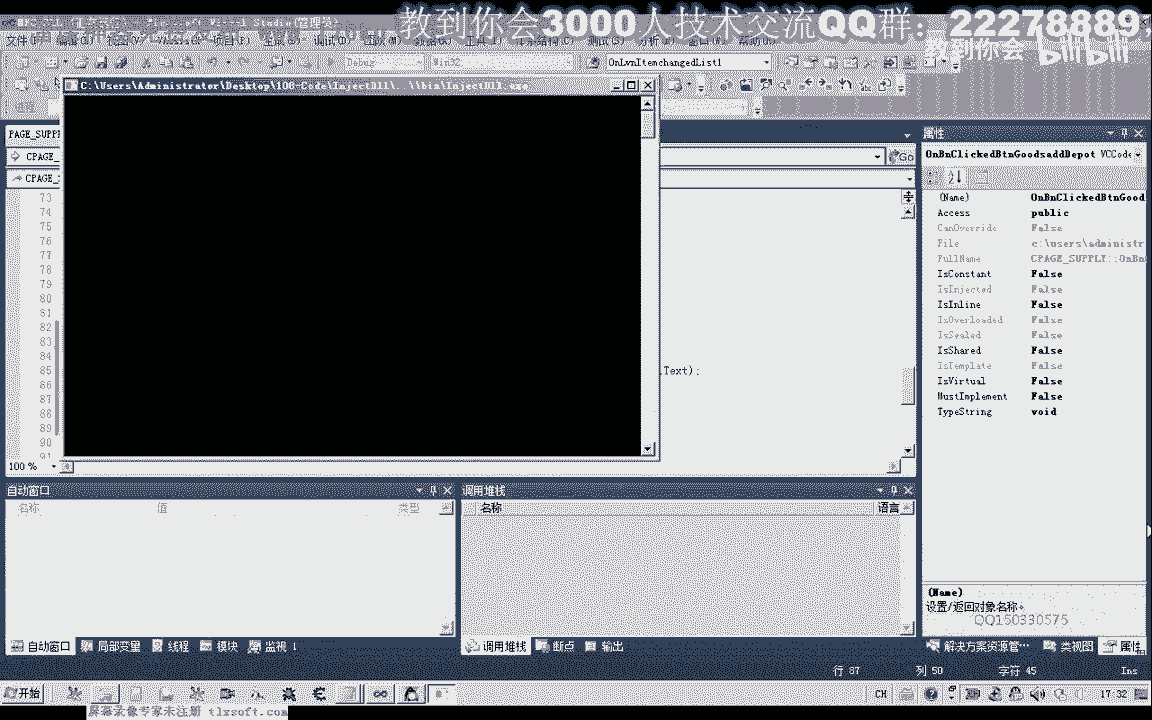 教到你会3000人技术交流QQ群：22278889，
教到你会 bilibili
Debug
Win32
OnLvnItemchangedList1
C:\Users\Administrator\Desktop\100-Code\InjectDll\..\\bin\InjectDll.exe
PAGE_SUPP
CPAGE_
Go
CPAGE_
73
74
75
76
77
78
79
80
81
82
83
84
85
.Text);
86
87
88
89
90
91
100 %
属性
OnBnClickedBtnGoodsaddDepot VCCode
(Name) OnBnClickedBtnGood
Access public
CanOverride False
File c:\users\administr
FullName CPAGE_SUPPLY::OnBn
IsConstant False
IsInjected False
IsInline False
IsOverloaded False
IsSealed False
IsShared False
IsTemplate False
IsVirtual False
MustImplement False
TypeString void
(Name)
设置/返回对象名称。
QQ150330575
自动窗口
名称 值 类型
调用堆栈
名称 语言
自动窗口 局部变量 线程 模块 监视 1
调用堆栈 断点 输出
解决方案资源管… 类视图 属性
行 87 列 50 字符 45 Ins
开始 CH 17:32
屏幕录像专家未注册 tlxsoft.com